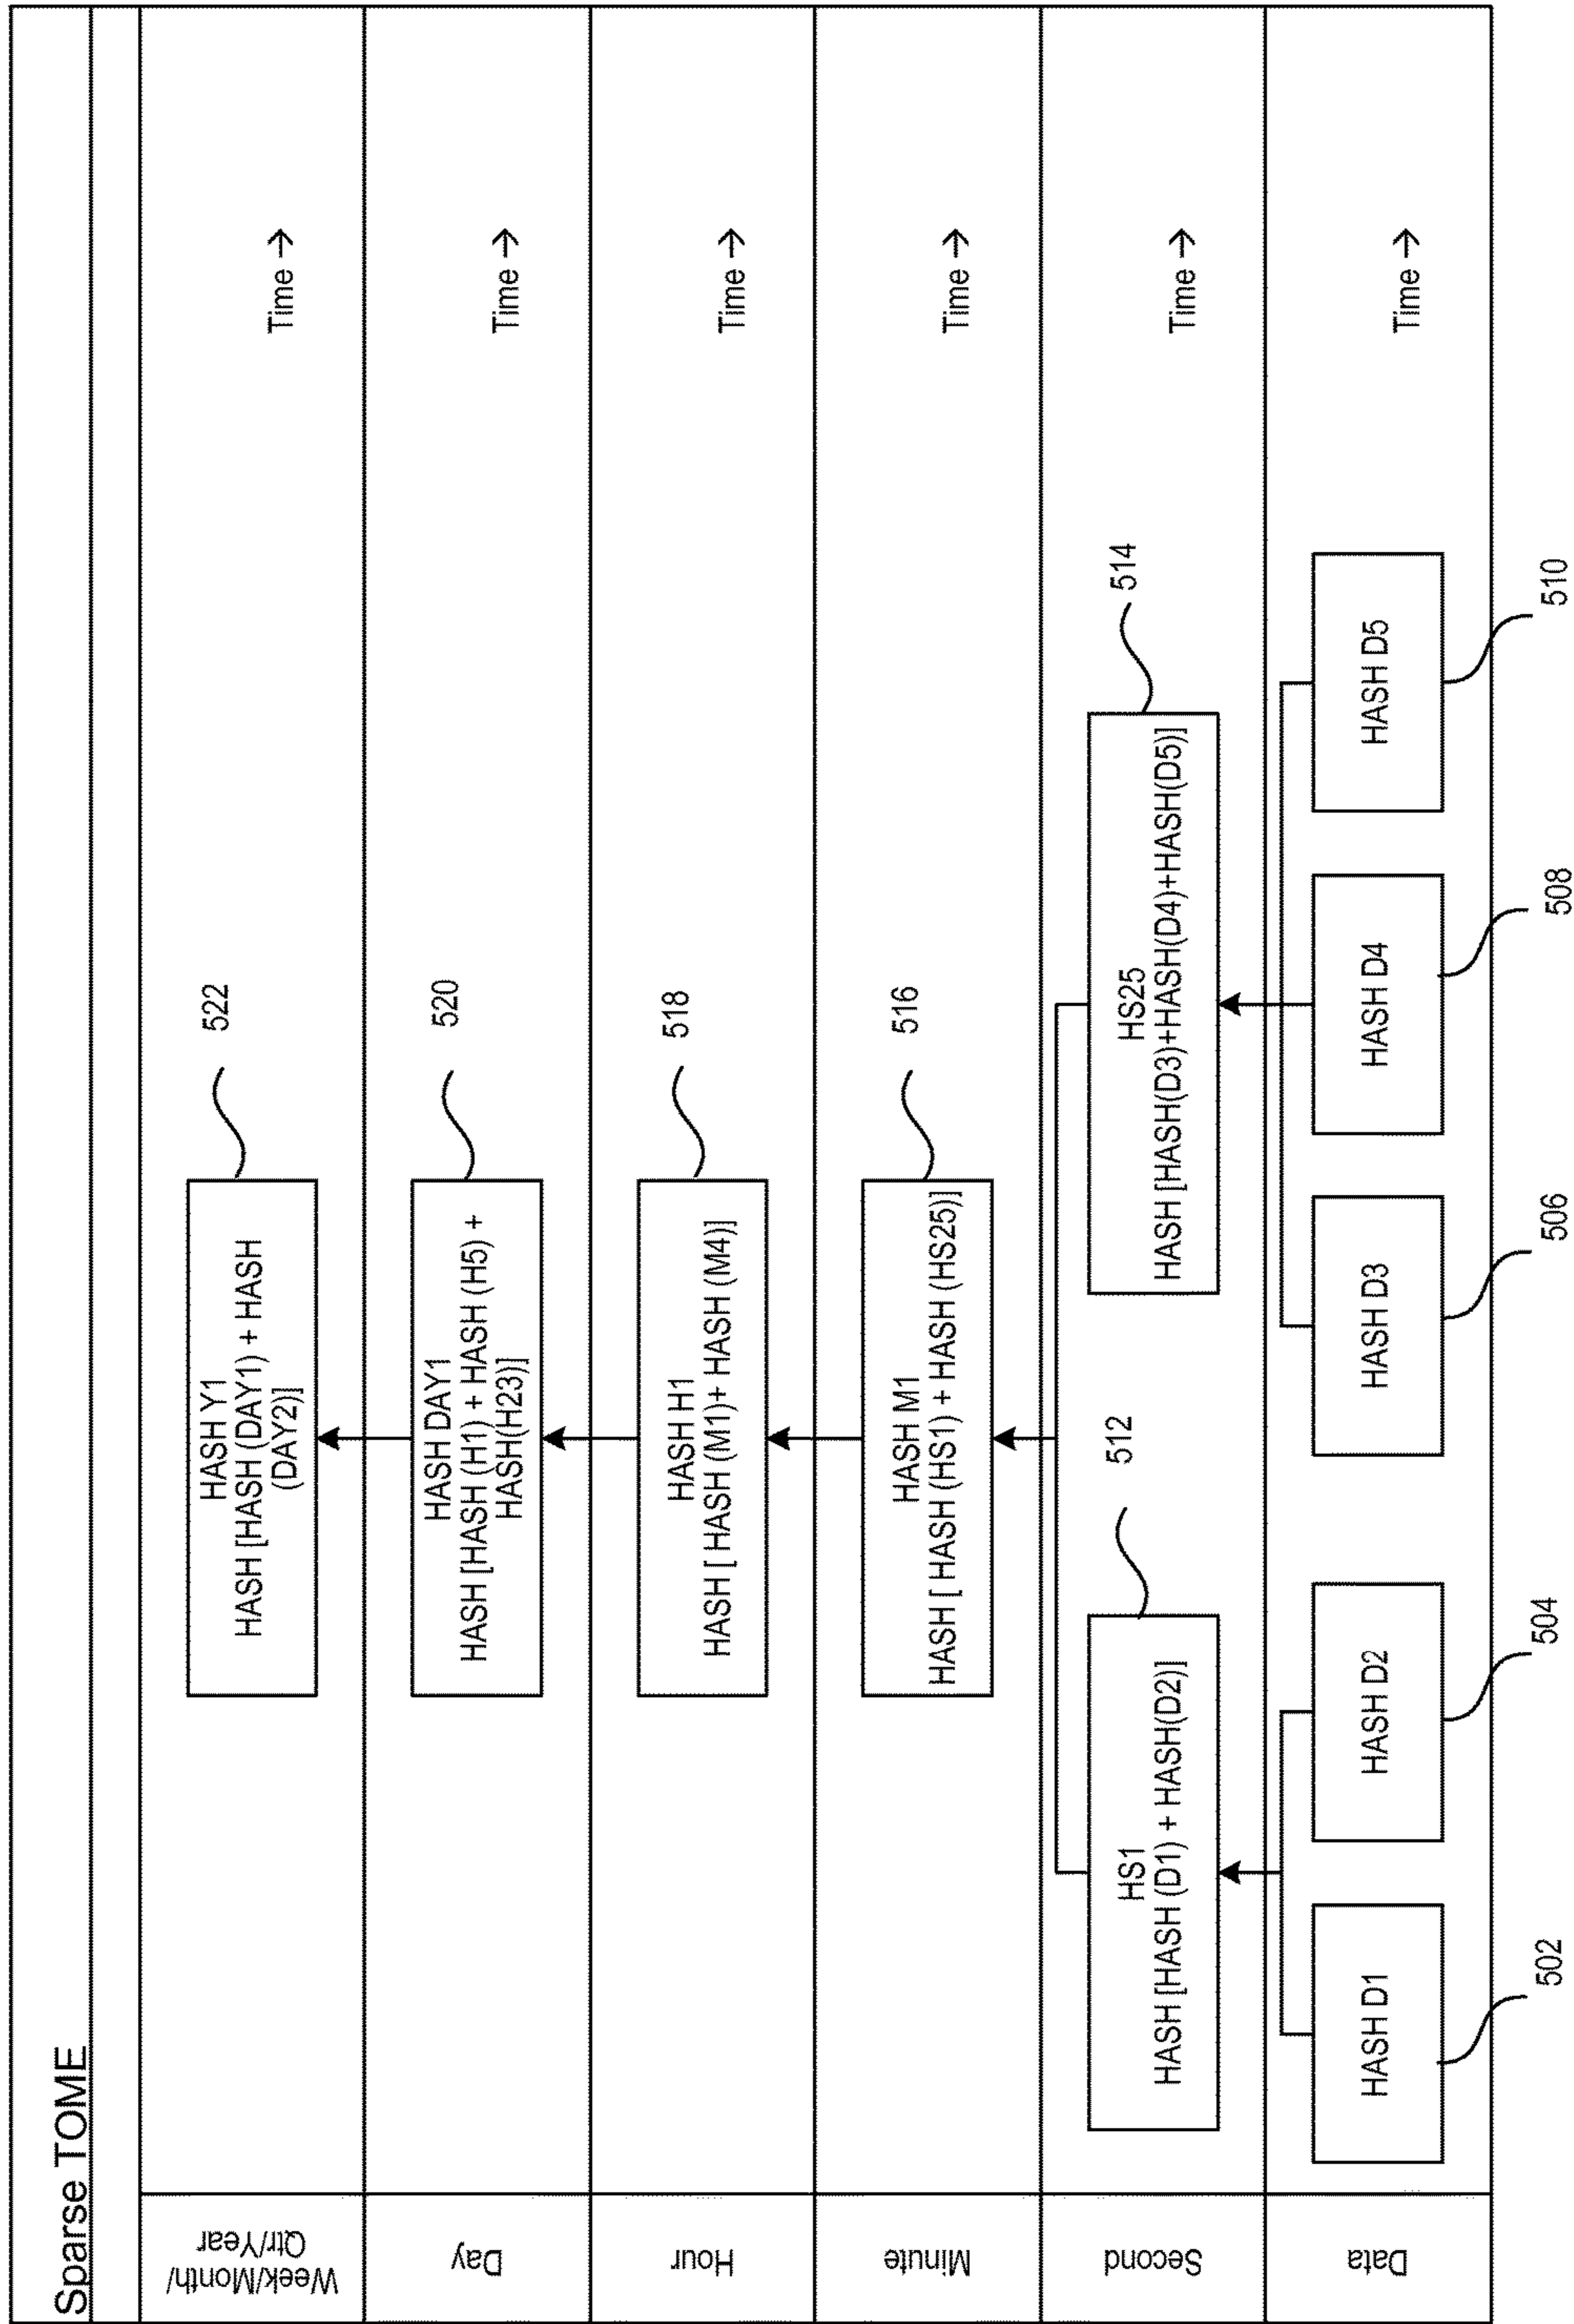 Sparse TOME
Week/Month/
Qtr/Year
HASH Y1
HASH [HASH (DAY1) + HASH
(DAY2)]
522
Time →
Day
HASH DAY1
HASH [HASH (H1) + HASH (H5) +
HASH(H23)]
520
Time →
Hour
HASH H1
HASH [ HASH (M1)+ HASH (M4)]
518
Time →
Minute
HASH M1
HASH [ HASH (HS1) + HASH (HS25)]
516
Time →
Second
HS1
HASH [HASH (D1) + HASH(D2)]
512
HS25
HASH [HASH(D3)+HASH(D4)+HASH(D5)]
514
Time →
Data
HASH D1
HASH D2
HASH D3
HASH D4
HASH D5
Time →
502
504
506
508
510